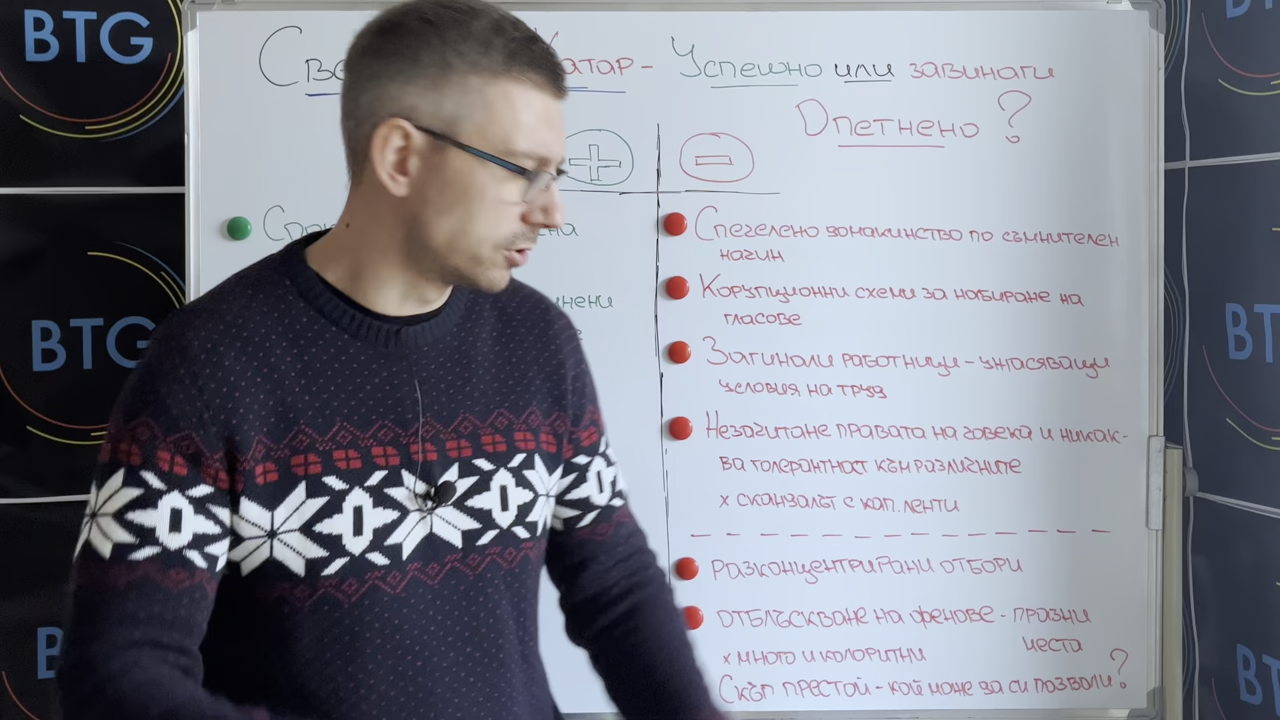 BTG
BTG
BTG
Катар - Успешно или завинаги
Опетнено?
+
-
Спечелено домакинство по съмнителен
начин
Корупционни схеми за набиране на
гласове
Загинали работници - ужасяващи
условия на труд
Незачитане правата на човека и никак-
ва толерантност към различните
х сканзалът с кап. ленти
Разконцентрирани отбори
Отблъскване на фенове - празни
места
х много и колоритни
Скъп престой - кой може да си позволи?